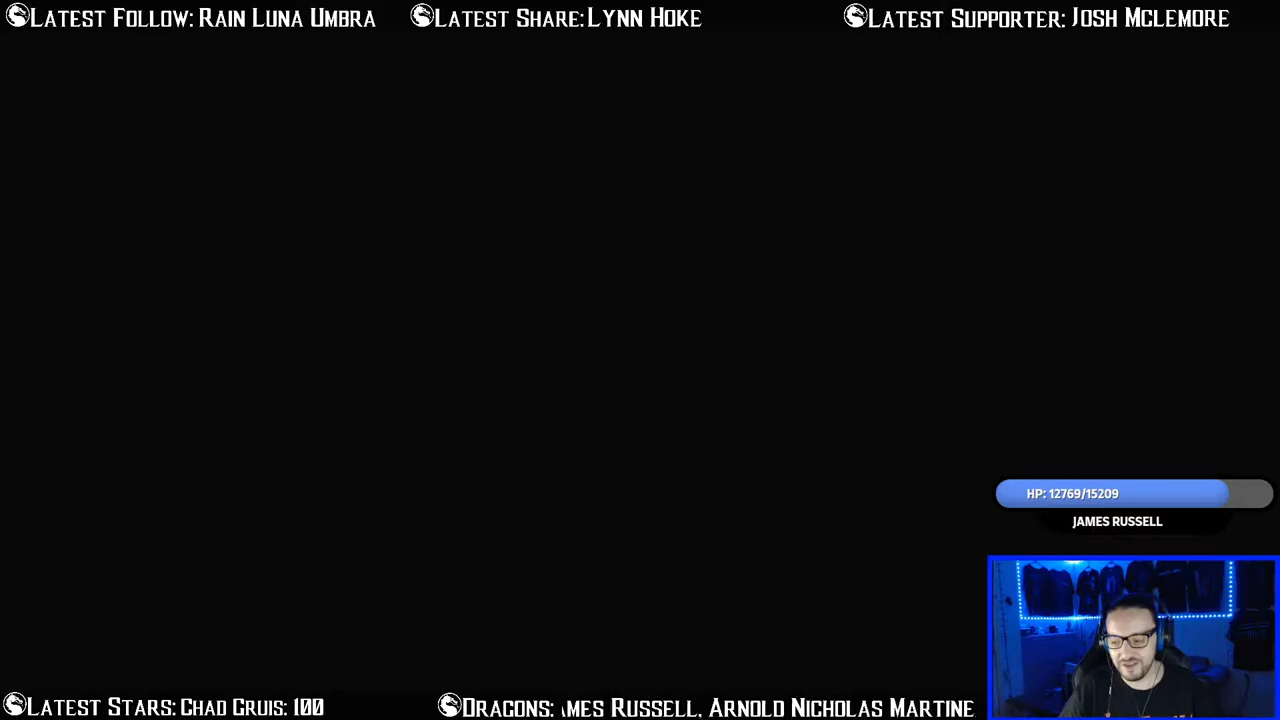 Latest Follow: Rain Luna Umbra
Latest Share: Lynn Hoke
Latest Supporter: Josh Mclemore
HP: 12769/15209
JAMES RUSSELL
Latest Stars: Chad Gruis: 100
Dragons: ames Russell, Arnold Nicholas Martine